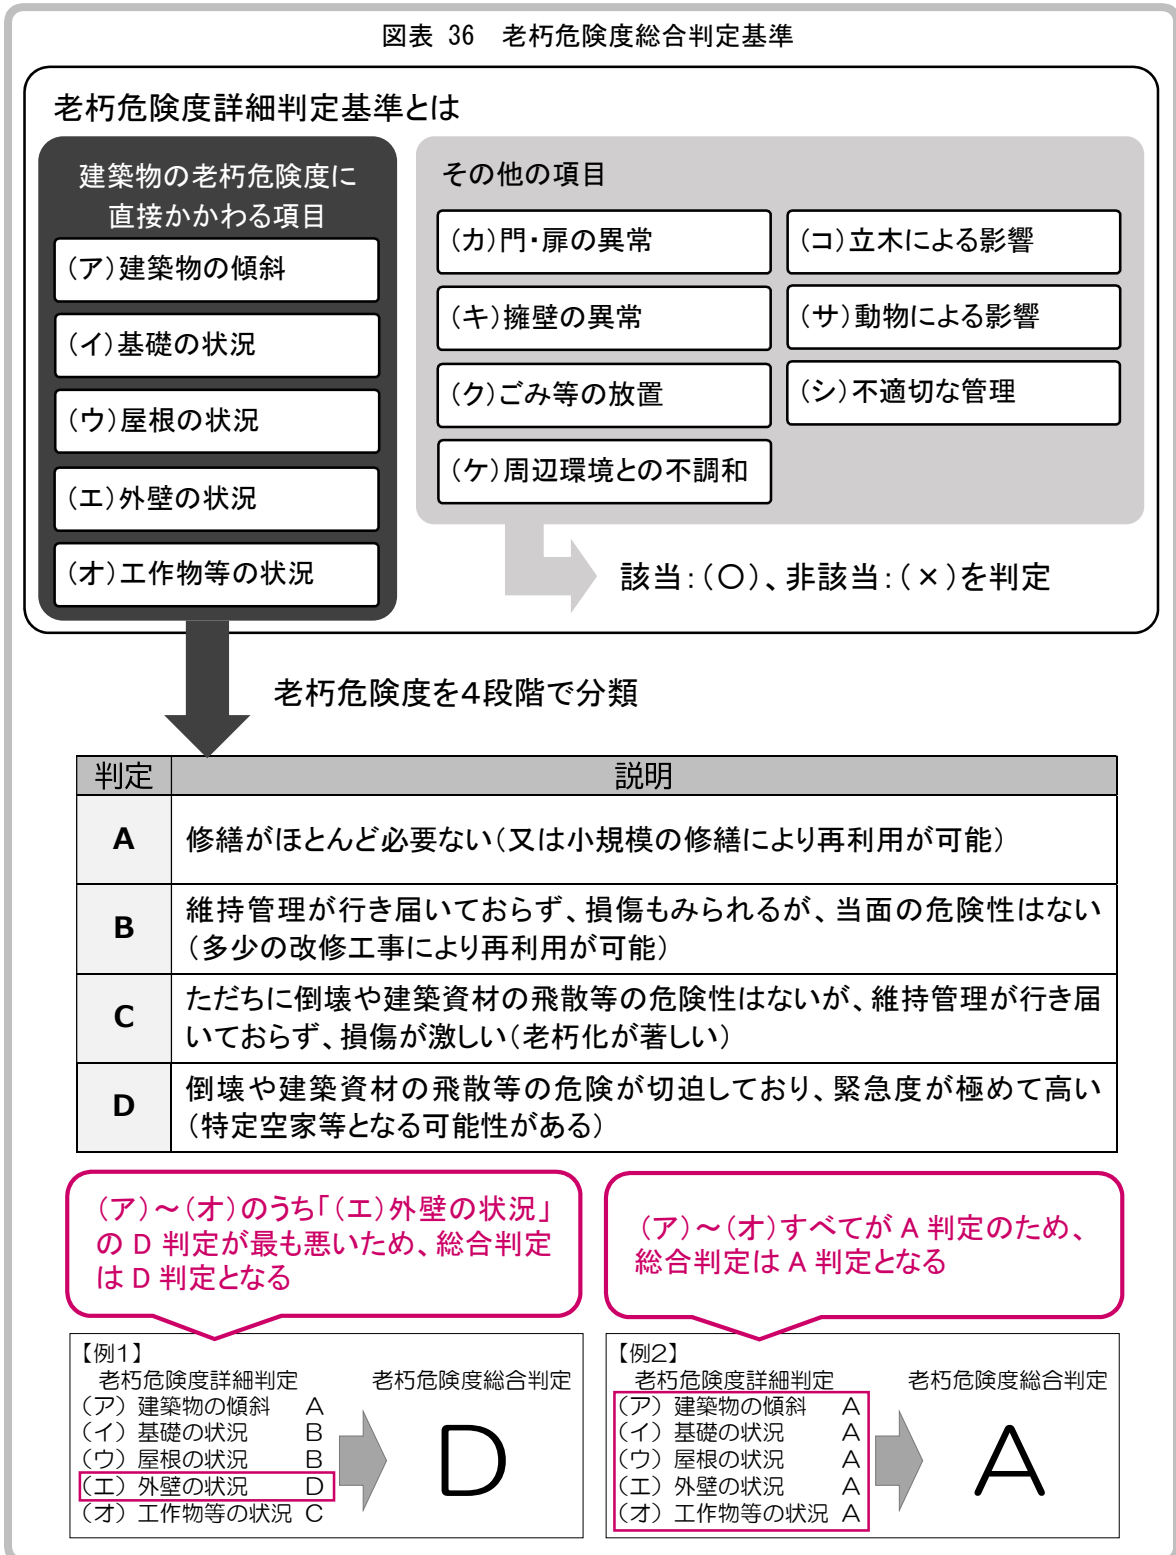 図表 36　老朽危険度総合判定基準
老朽危険度詳細判定基準とは
建築物の老朽危険度に
直接かかわる項目
(ア)建築物の傾斜
(イ)基礎の状況
(ウ)屋根の状況
(エ)外壁の状況
(オ)工作物等の状況
その他の項目
(カ)門・扉の異常
(キ)擁壁の異常
(ク)ごみ等の放置
(ケ)周辺環境との不調和
(コ)立木による影響
(サ)動物による影響
(シ)不適切な管理
該当:(○)、非該当:(×)を判定
老朽危険度を4段階で分類
判定 説明
A 修繕がほとんど必要ない(又は小規模の修繕により再利用が可能)
B 維持管理が行き届いておらず、損傷もみられるが、当面の危険性はない
(多少の改修工事により再利用が可能)
C ただちに倒壊や建築資材の飛散等の危険性はないが、維持管理が行き届
いておらず、損傷が激しい(老朽化が著しい)
D 倒壊や建築資材の飛散等の危険が切迫しており、緊急度が極めて高い
(特定空家等となる可能性がある)
(ア)～(オ)のうち「(エ)外壁の状況」
の D 判定が最も悪いため、総合判定
は D 判定となる
【例1】
老朽危険度詳細判定 老朽危険度総合判定
(ア) 建築物の傾斜 A
(イ) 基礎の状況 B
(ウ) 屋根の状況 B
(エ) 外壁の状況 D
(オ) 工作物等の状況 C
D
(ア)～(オ)すべてが A 判定のため、
総合判定は A 判定となる
【例2】
老朽危険度詳細判定 老朽危険度総合判定
(ア) 建築物の傾斜 A
(イ) 基礎の状況 A
(ウ) 屋根の状況 A
(エ) 外壁の状況 A
(オ) 工作物等の状況 A
A